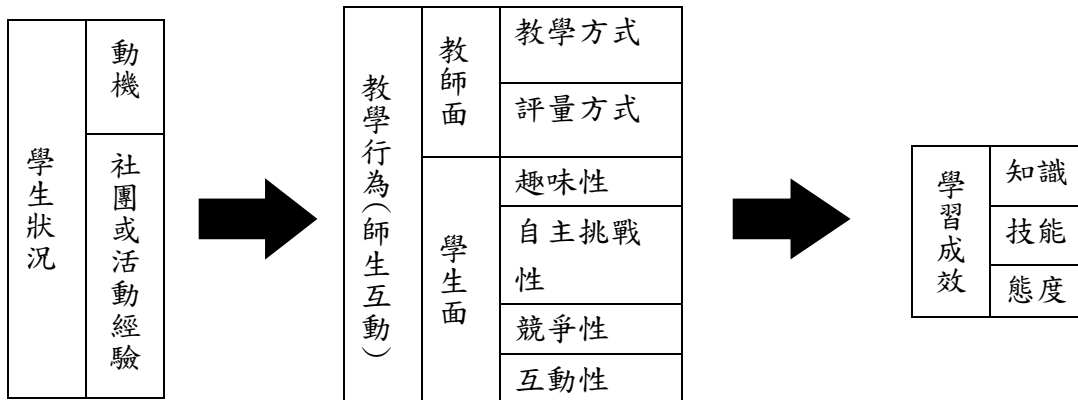 學生狀況
動機
社團或活動經驗
教學行為（師生互動）
教師面
教學方式
評量方式
學生面
趣味性
自主挑戰
性
競爭性
互動性
學習成效
知識
技能
態度